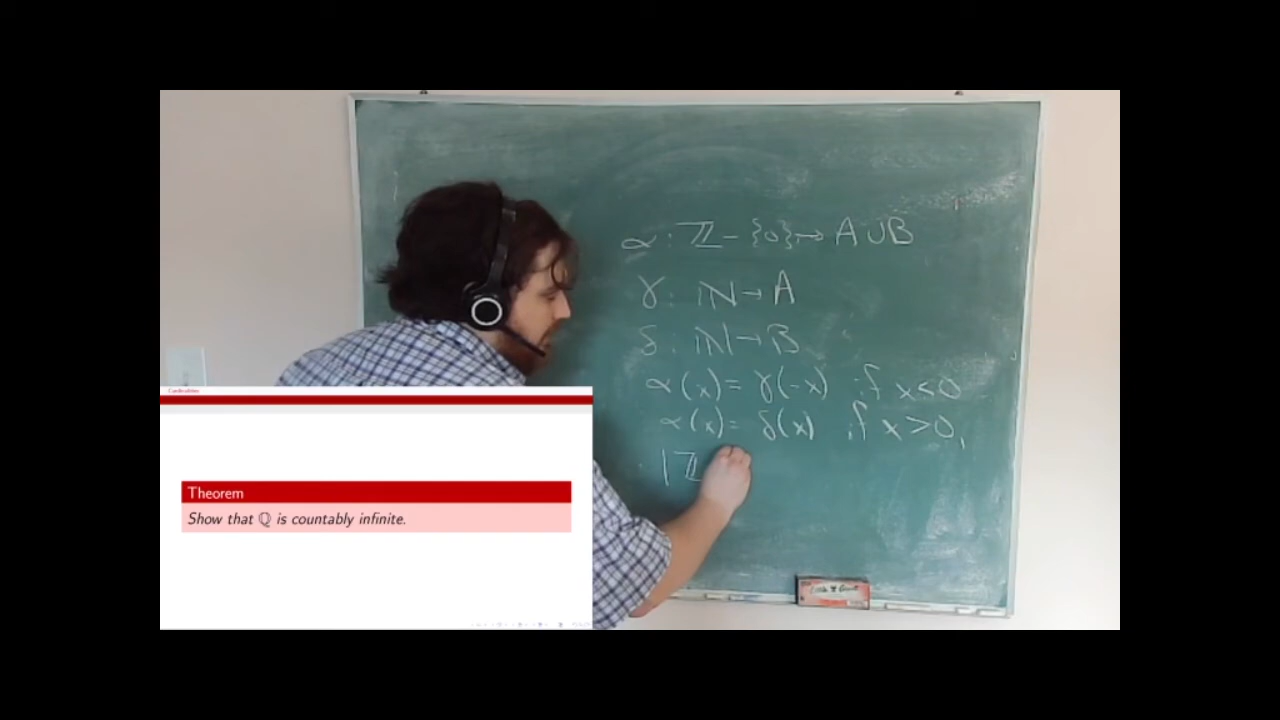 α : ℤ - {0} → A ∪ B
γ : ℕ → A
δ : ℕ → B
α(x) = γ(-x) if x < 0
α(x) = δ(x) if x > 0,
|ℤ
Theorem
Show that ℚ is countably infinite.